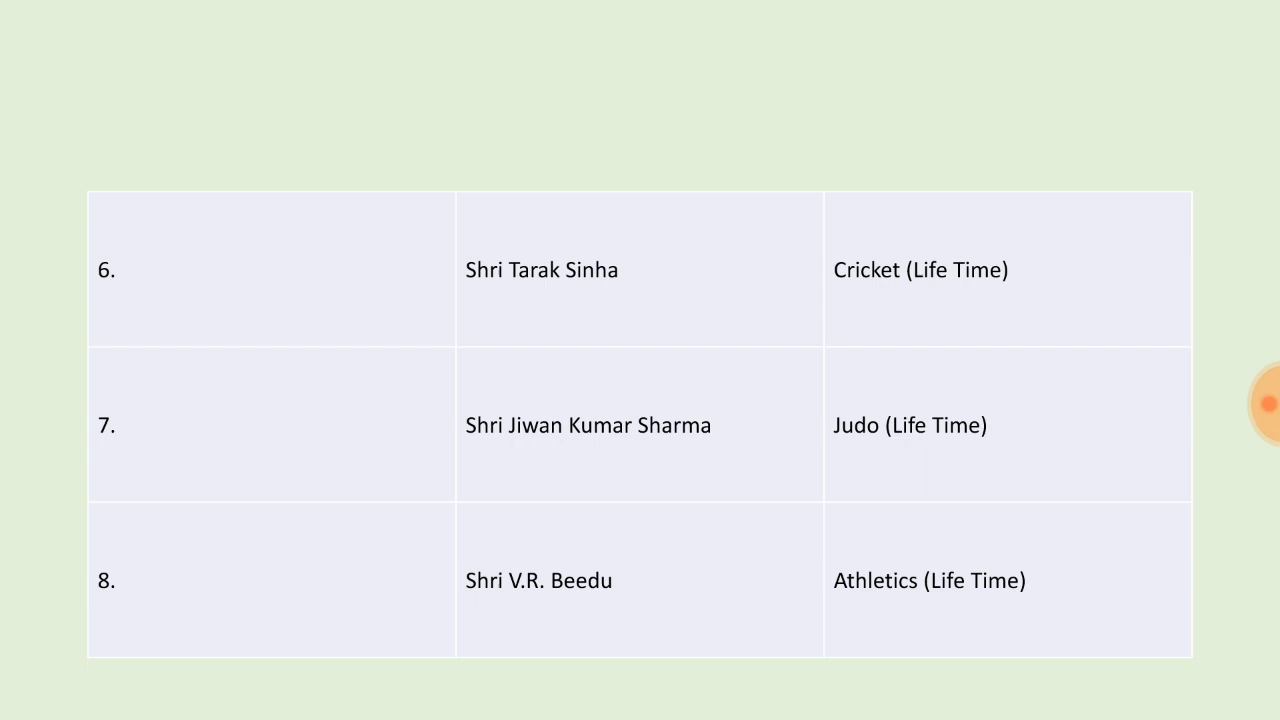 6. Shri Tarak Sinha Cricket (Life Time)
7. Shri Jiwan Kumar Sharma Judo (Life Time)
8. Shri V.R. Beedu Athletics (Life Time)